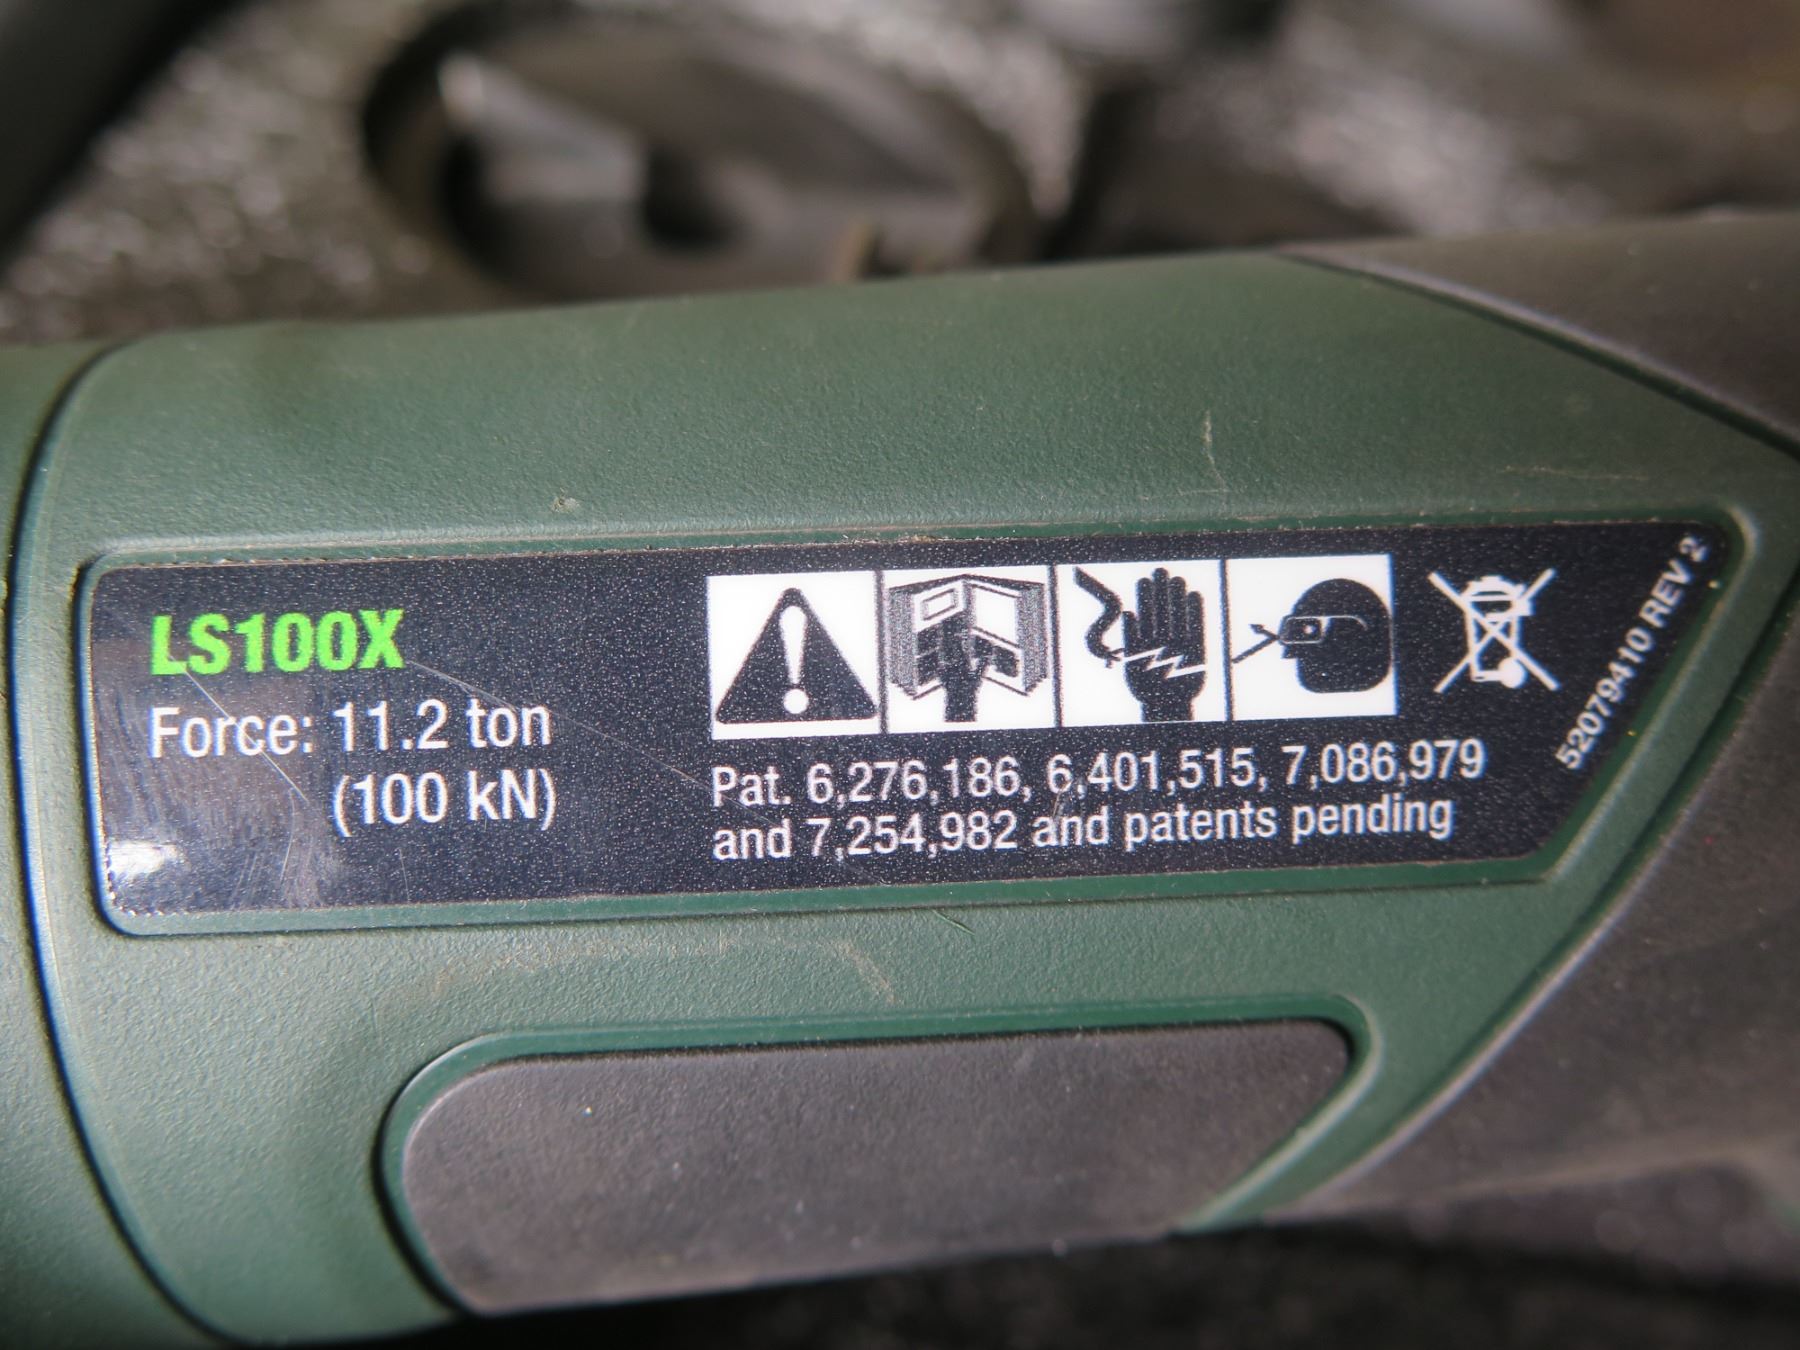 LS100X
Force: 11.2 ton
(100 kN)
Pat. 6,276,186, 6,401,515, 7,086,979
and 7,254,982 and patents pending
52079410 REV 2